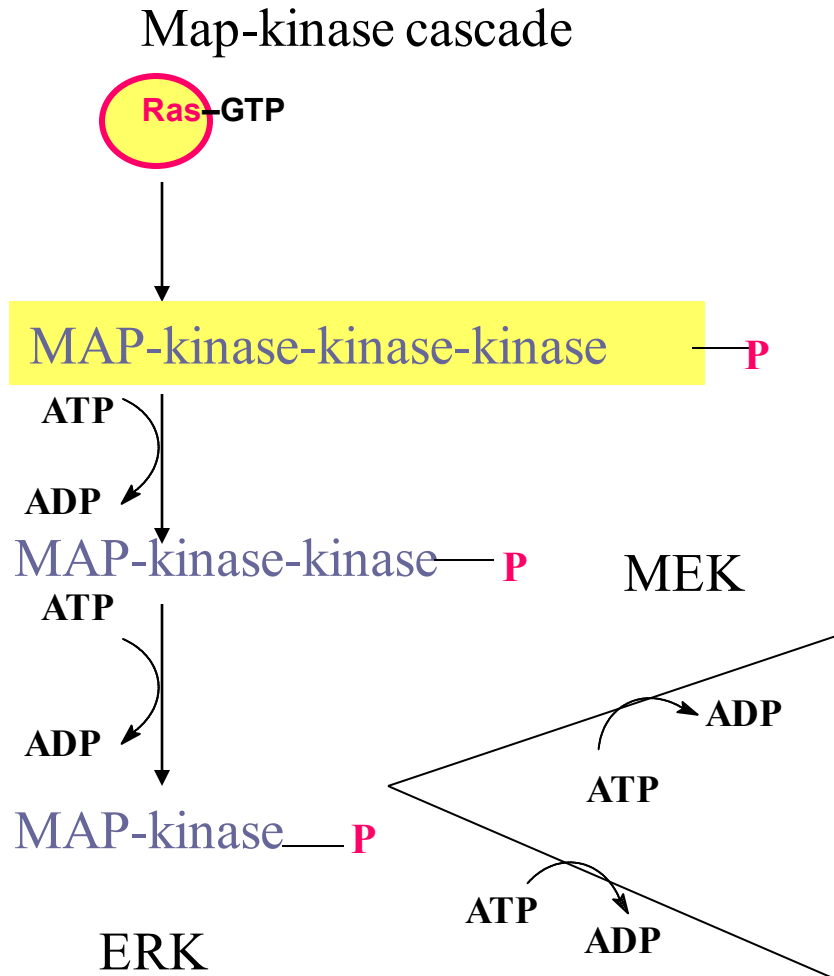 Map-kinase cascade
Ras-GTP
MAP-kinase-kinase-kinase P
ATP
ADP
MAP-kinase-kinase P
MEK
ATP
ADP
ADP
ATP
MAP-kinase P
ATP
ADP
ERK